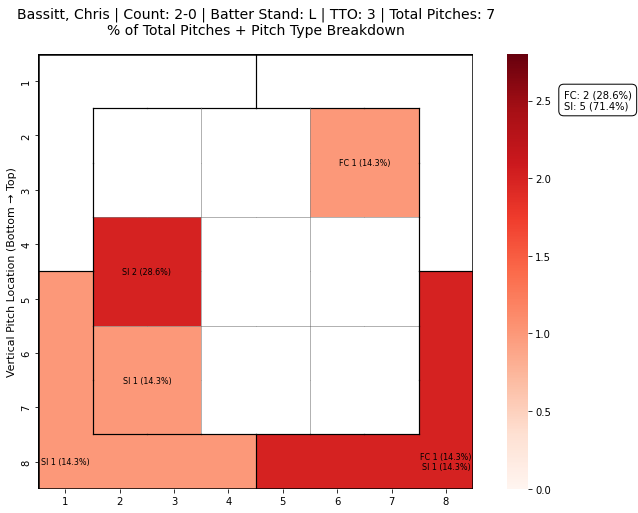 Bassitt, Chris | Count: 2-0 | Batter Stand: L | TTO: 3 | Total Pitches: 7
% of Total Pitches + Pitch Type Breakdown
FC: 2 (28.6%)
SI: 5 (71.4%)
Vertical Pitch Location (Bottom → Top)
1
2
3
4
5
6
7
8
FC 1 (14.3%)
SI 2 (28.6%)
SI 1 (14.3%)
SI 1 (14.3%)
FC 1 (14.3%)
SI 1 (14.3%)
1 2 3 4 5 6 7 8
2.5
2.0
1.5
1.0
0.5
0.0